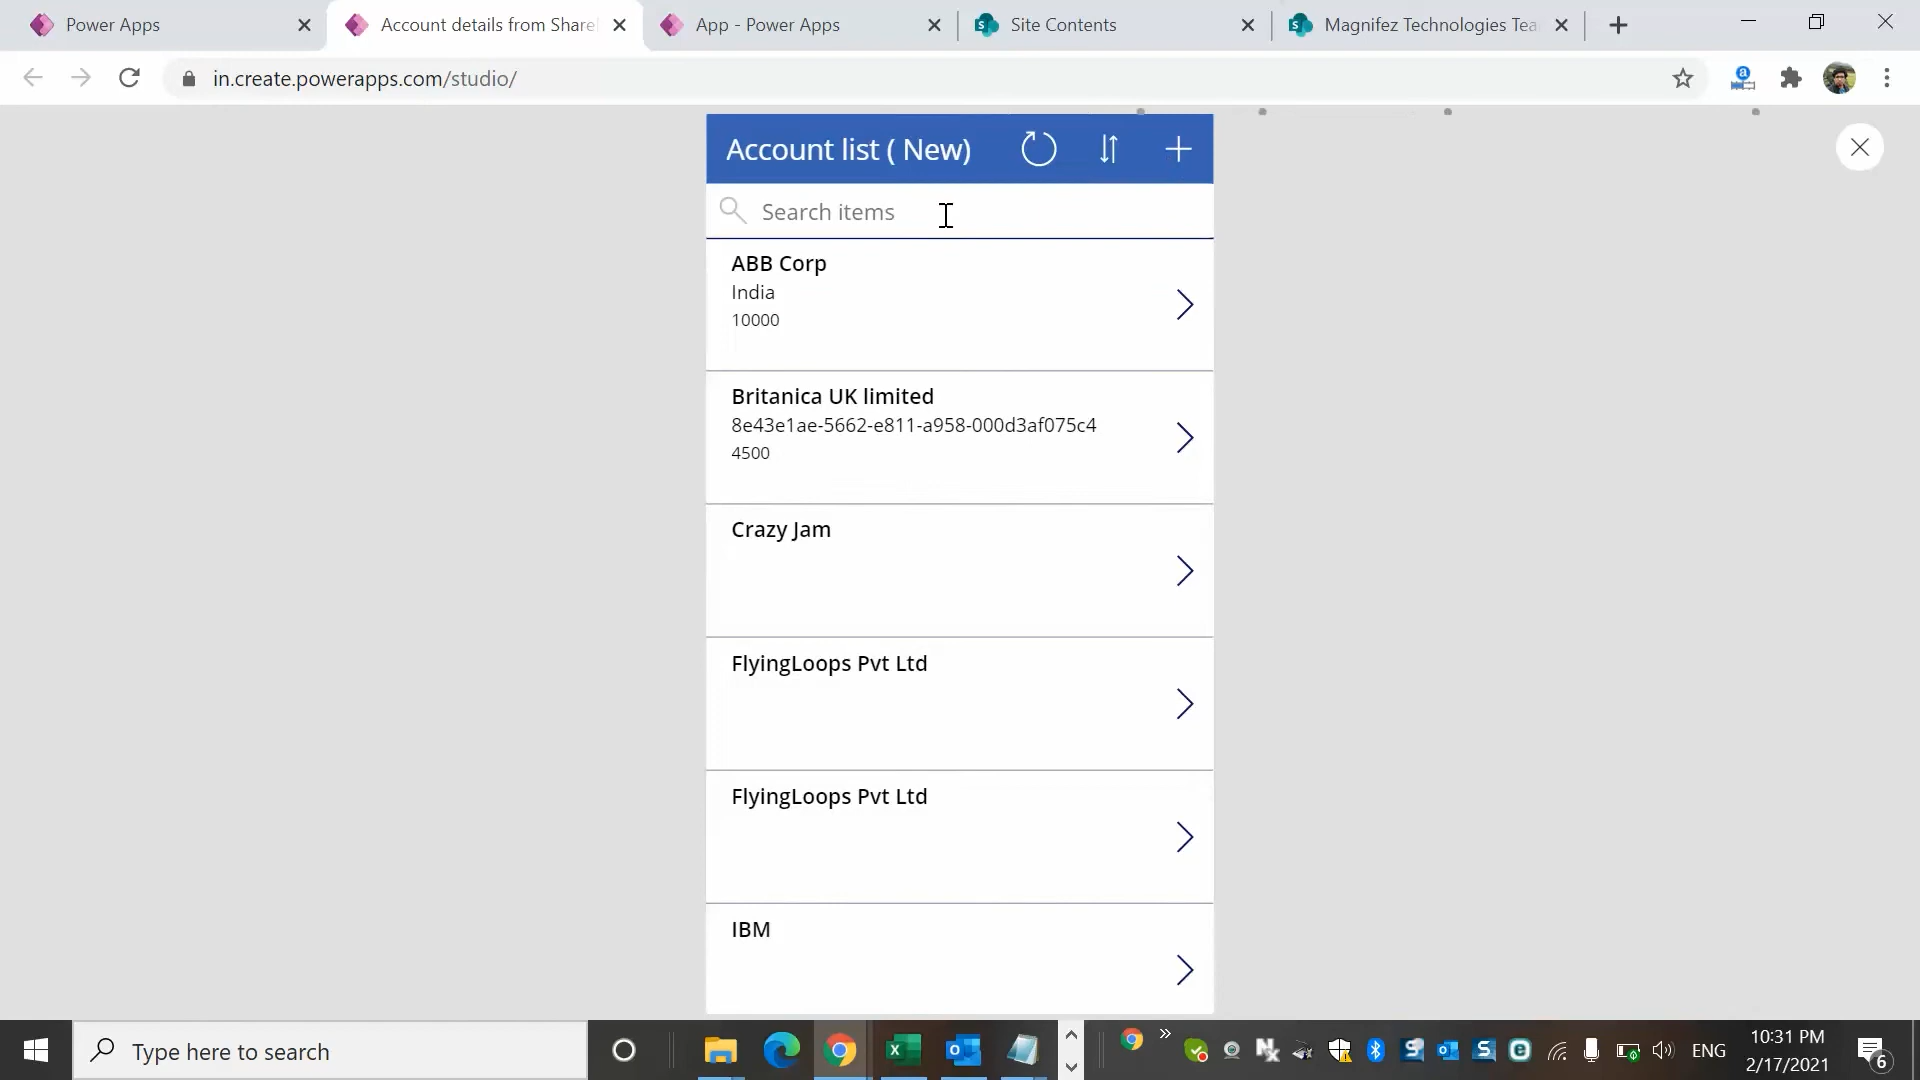 Power Apps
Account details from Share
App - Power Apps
Site Contents
Magnifez Technologies Tea
in.create.powerapps.com/studio/
Account list ( New)
Search items
ABB Corp
India
10000
Britanica UK limited
8e43e1ae-5662-e811-a958-000d3af075c4
4500
Crazy Jam
FlyingLoops Pvt Ltd
FlyingLoops Pvt Ltd
IBM
Type here to search
ENG
10:31 PM
2/17/2021
6